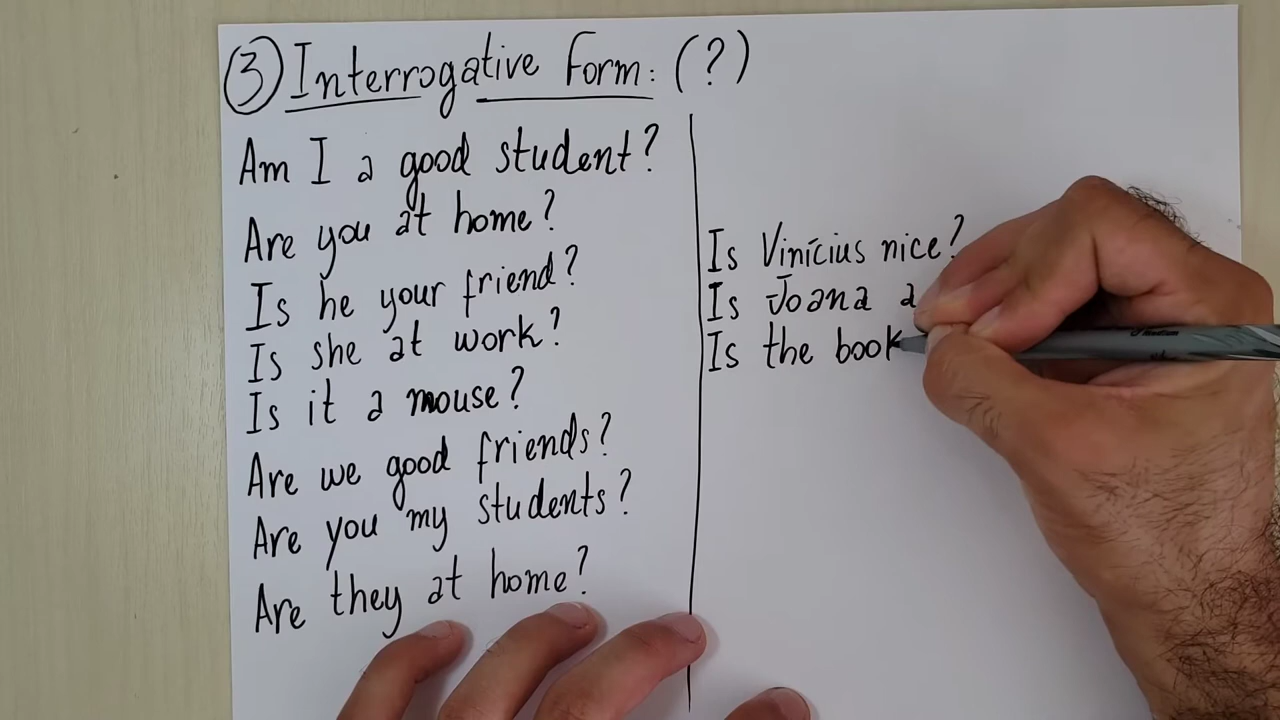 ③ Interrogative Form: (?)
Am I a good student?
Are you at home?
Is he your friend?
Is she at work?
Is it a mouse?
Are we good friends?
Are you my students?
Are they at home?
Is Vinícius nice?
Is Joana a
Is the book